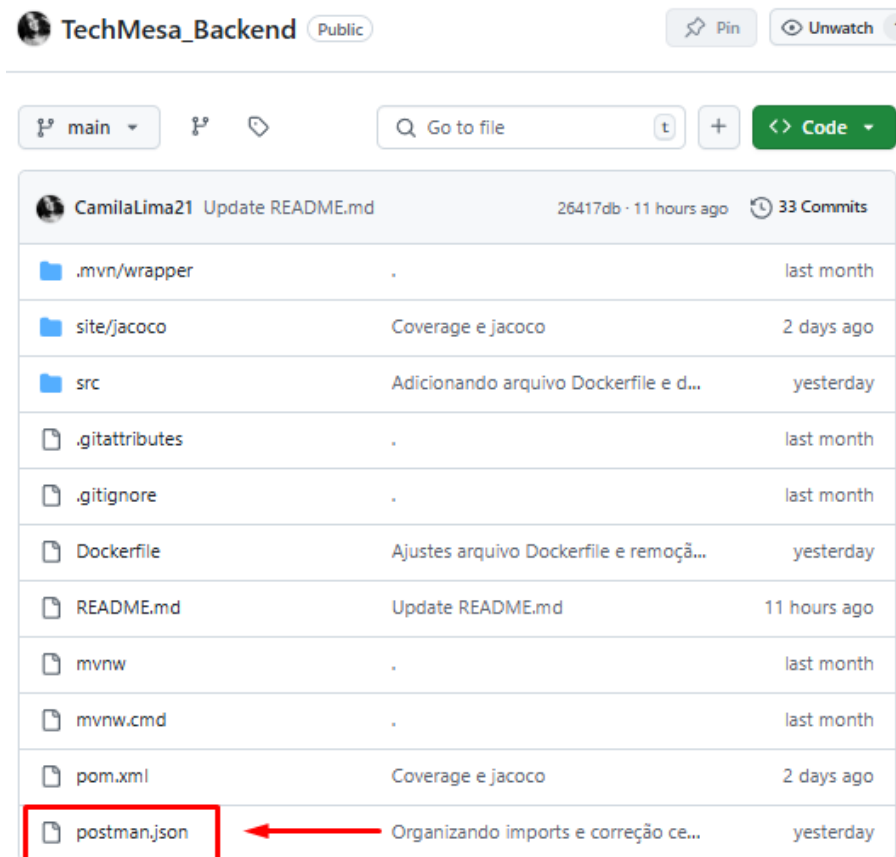 TechMesa_Backend Public Pin Unwatch
main Go to file t + <> Code
CamilaLima21 Update README.md 26417db · 11 hours ago 33 Commits
.mvn/wrapper . last month
site/jacoco Coverage e jacoco 2 days ago
src Adicionando arquivo Dockerfile e d... yesterday
.gitattributes . last month
.gitignore . last month
Dockerfile Ajustes arquivo Dockerfile e remoçã... yesterday
README.md Update README.md 11 hours ago
mvnw . last month
mvnw.cmd . last month
pom.xml Coverage e jacoco 2 days ago
postman.json Organizando imports e correção ce... yesterday